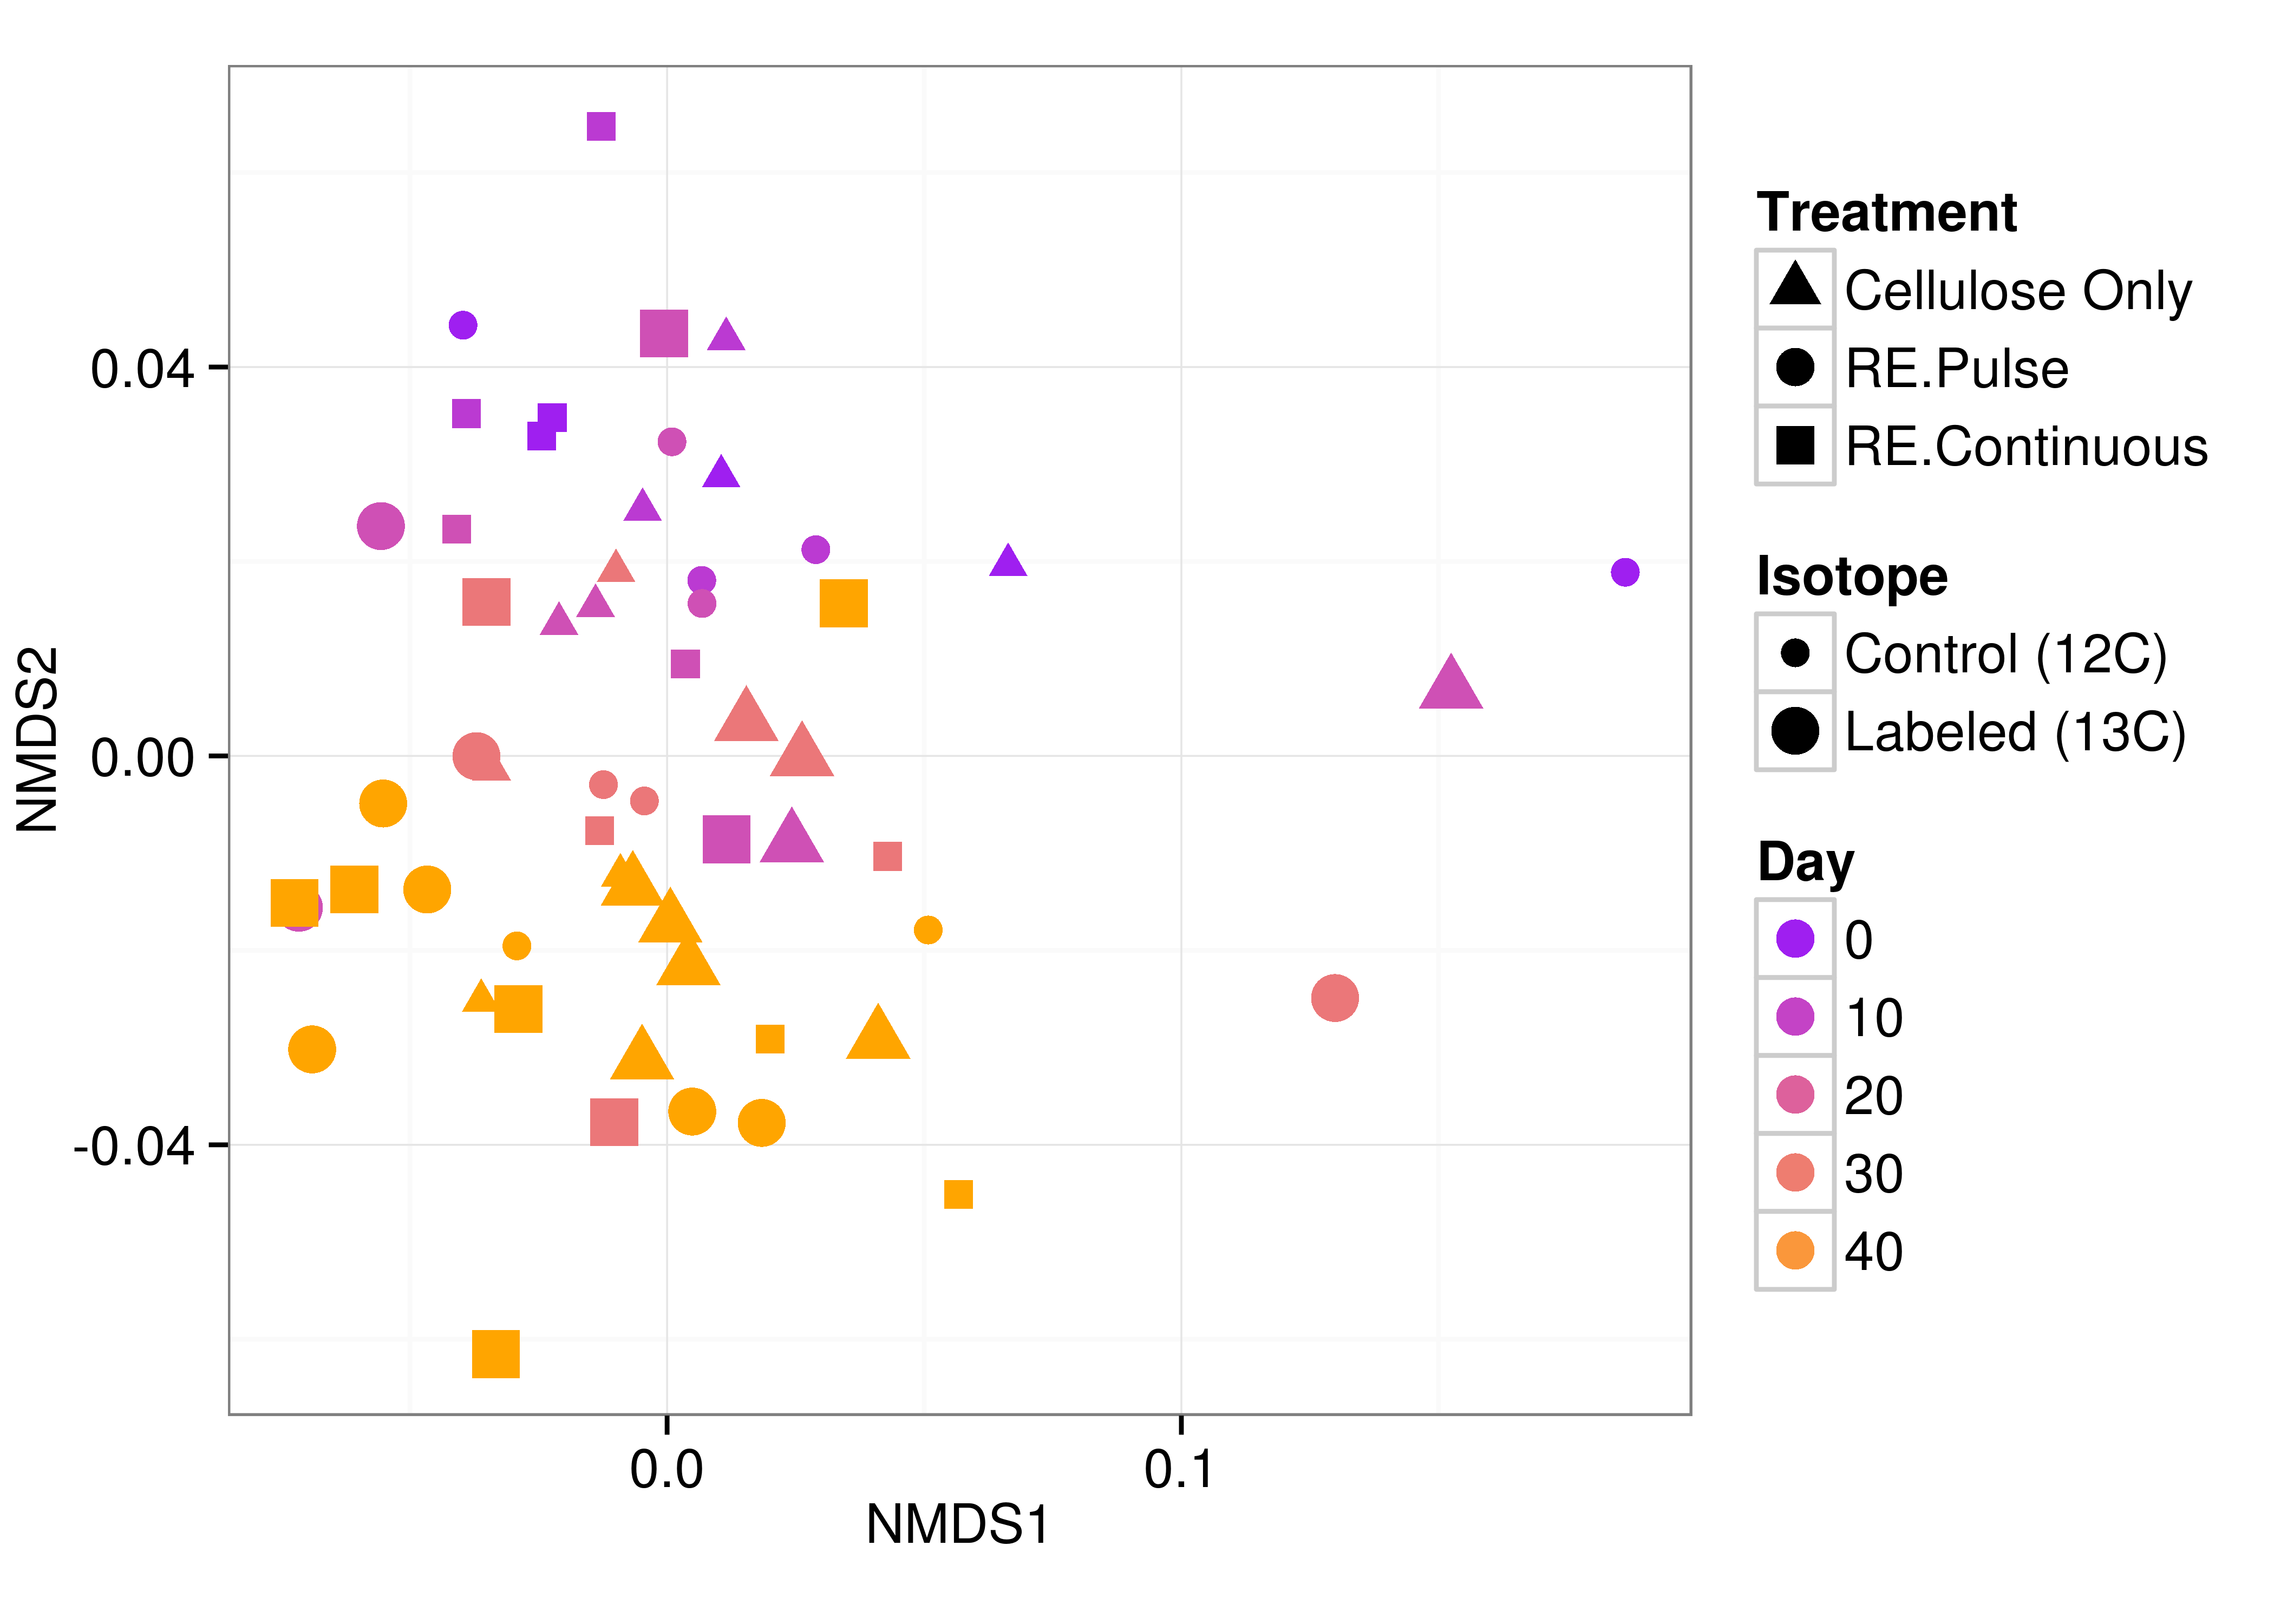 Treatment
Cellulose Only
RE.Pulse
RE.Continuous
Isotope
Control (12C)
Labeled (13C)
Day
0
10
20
30
40
NMDS2
0.04
0.00
-0.04
0.0
0.1
NMDS1